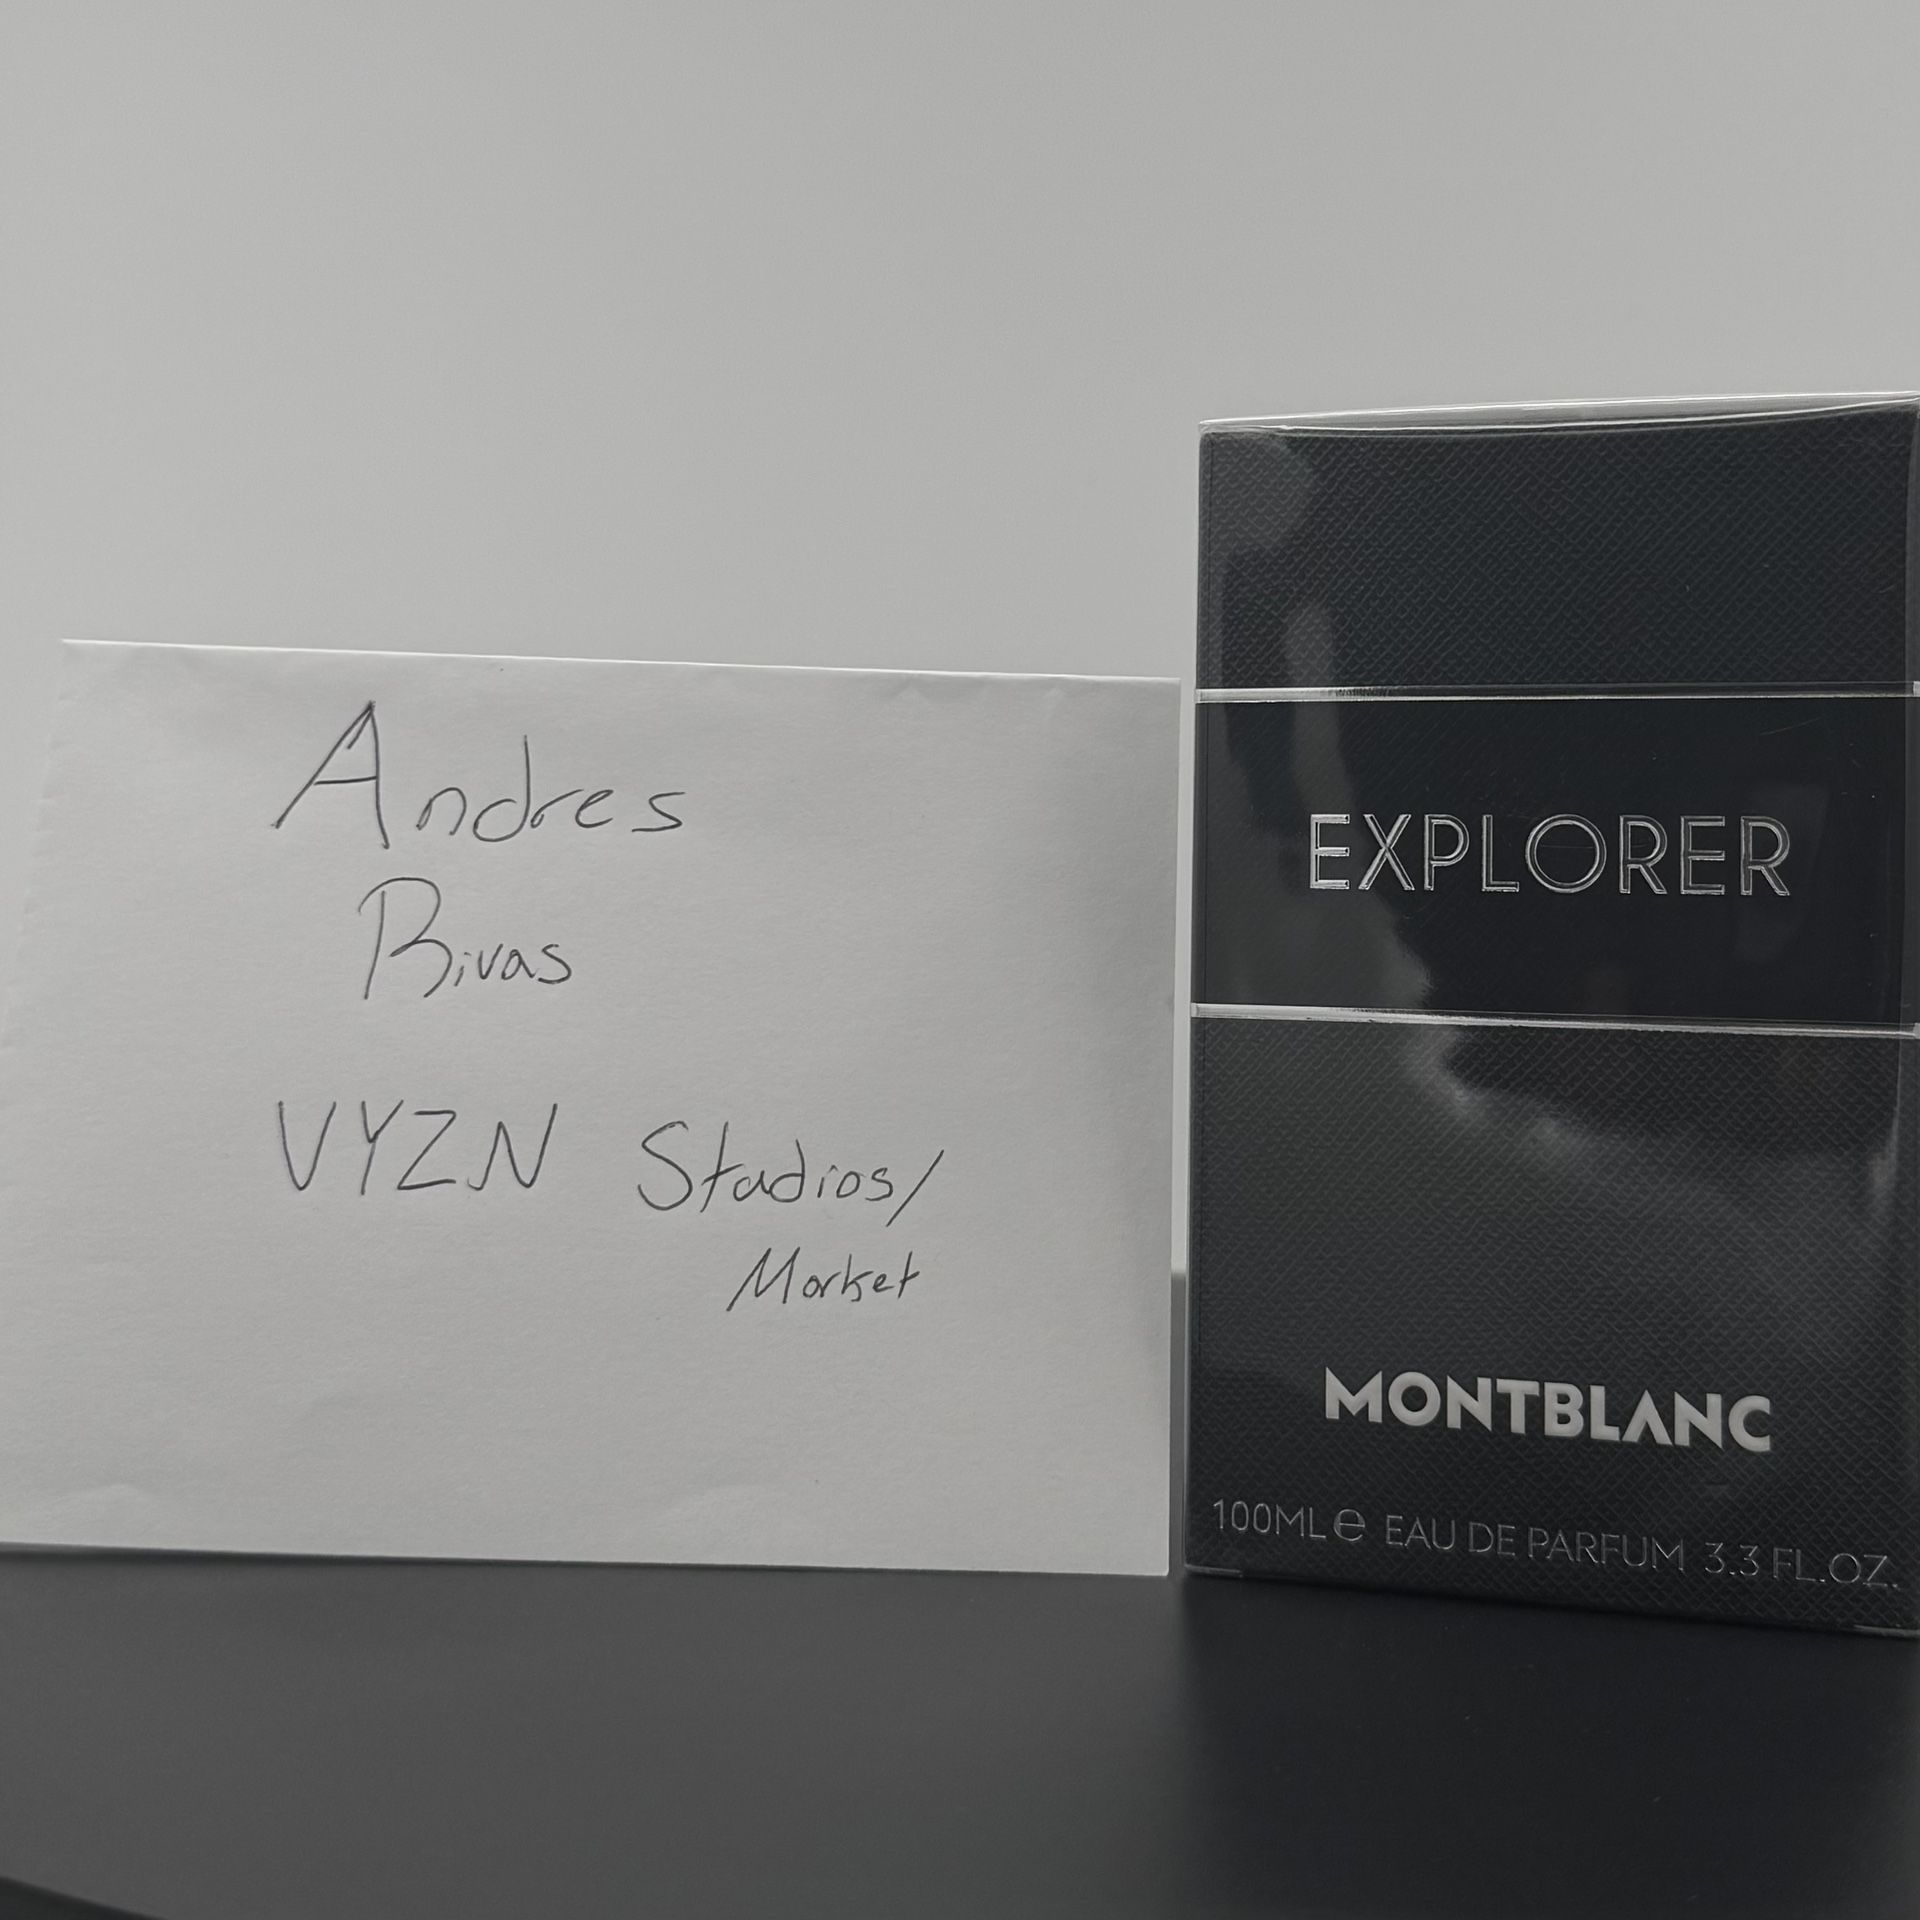 Andres
Rivas
VYZN Studios/
Market
EXPLORER
MONTBLANC
100ML e EAU DE PARFUM 3.3 FL.OZ.